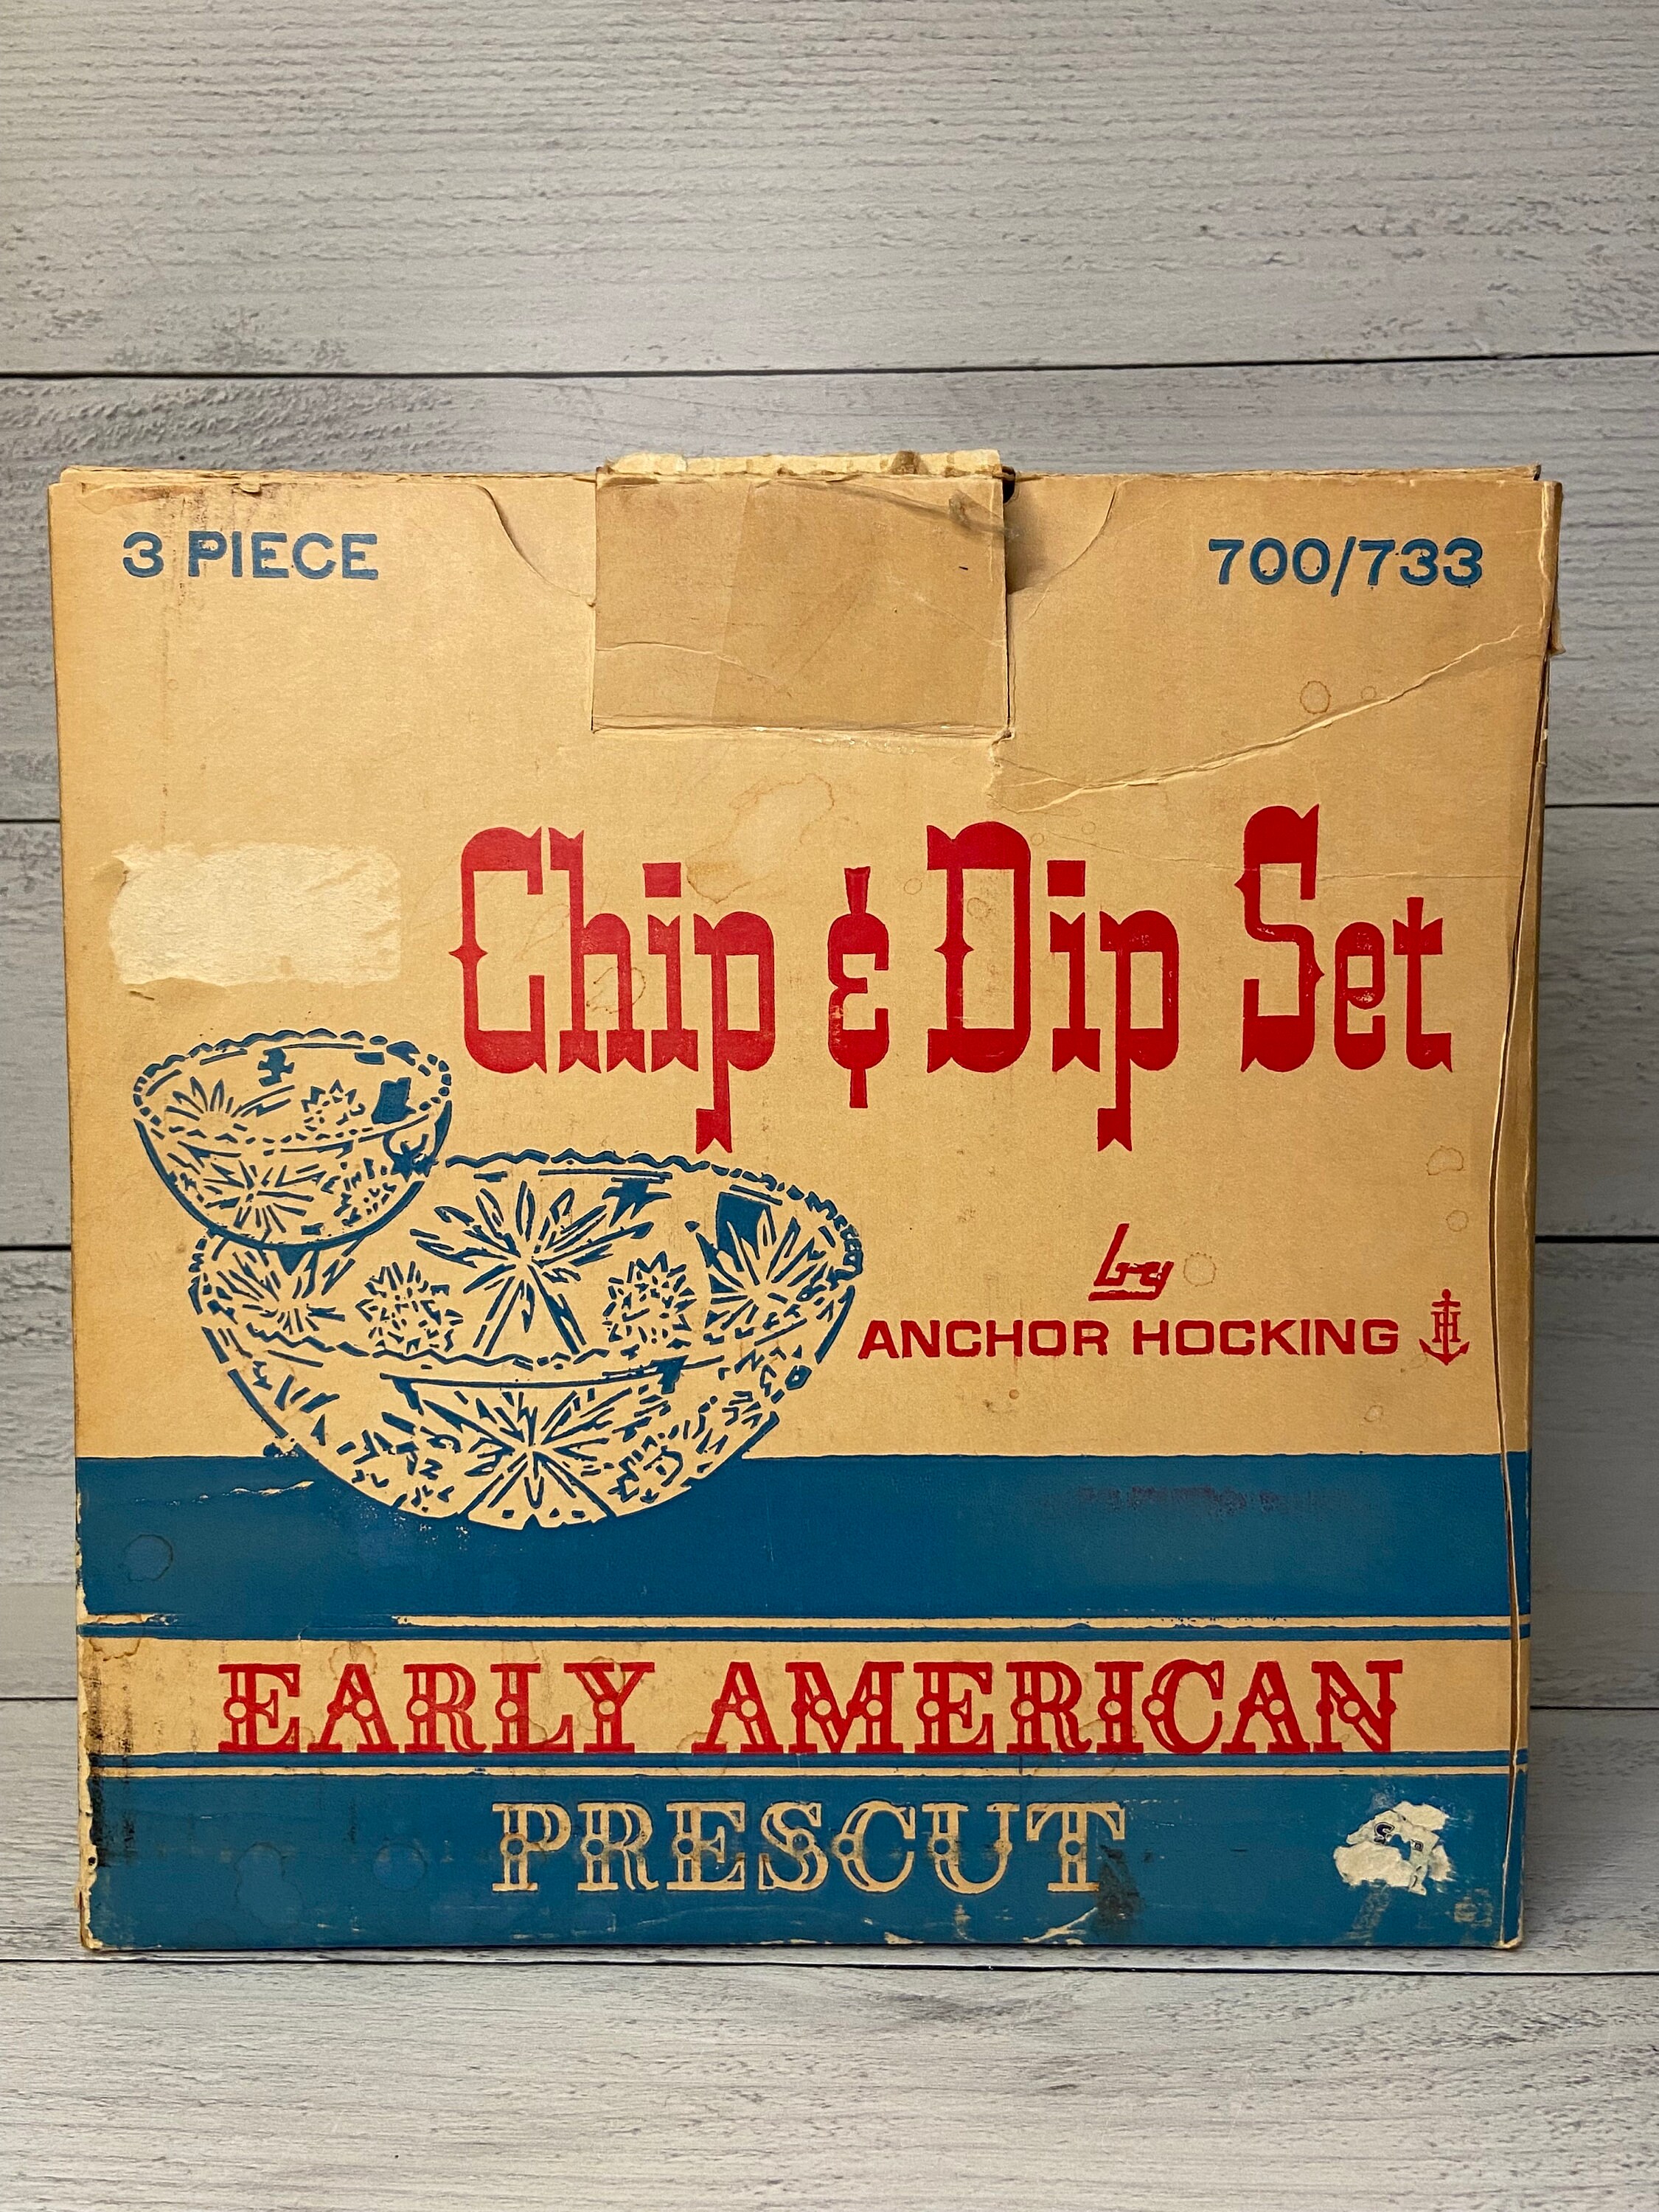 3 PIECE
700/733
Chip & Dip Set
by
ANCHOR HOCKING
EARLY AMERICAN
PRESCUT